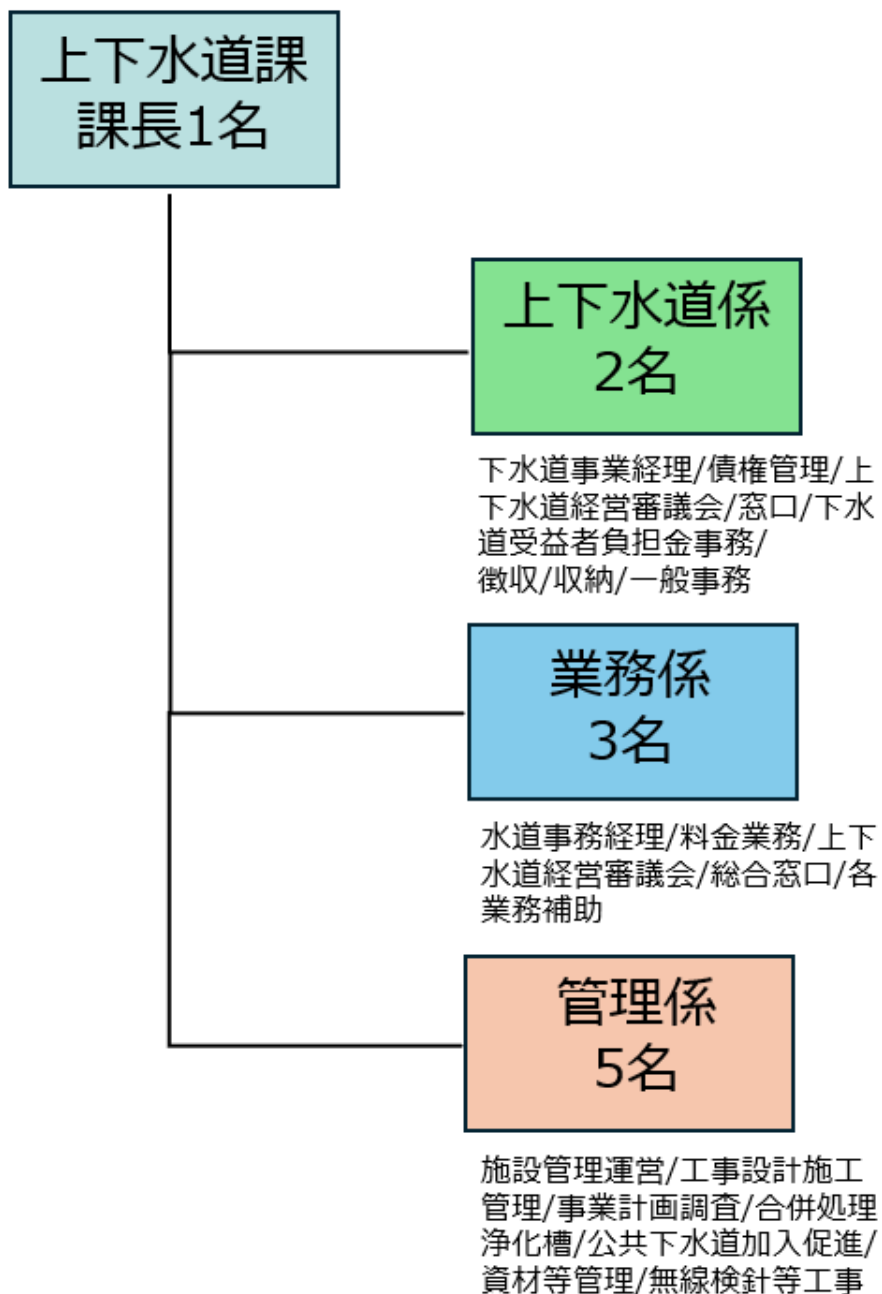 上下水道課
課長1名
上下水道係
2名
下水道事業経理/債権管理/上
下水道経営審議会/窓口/下水
道受益者負担金事務/
徴収/収納/一般事務
業務係
3名
水道事務経理/料金業務/上下
水道経営審議会/総合窓口/各
業務補助
管理係
5名
施設管理運営/工事設計施工
管理/事業計画調査/合併処理
浄化槽/公共下水道加入促進/
資材等管理/無線検針等工事